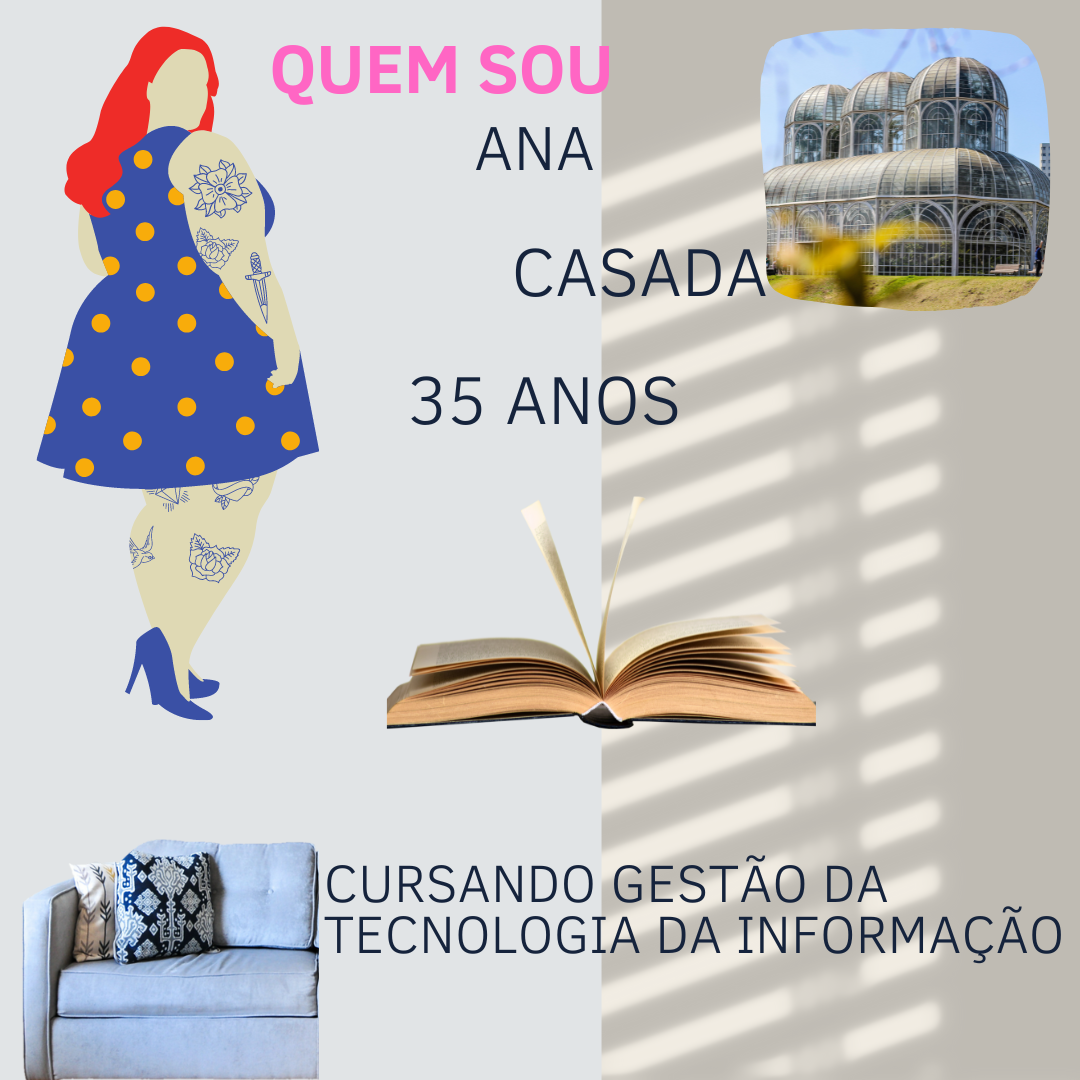 QUEM SOU
ANA
CASADA
35 ANOS
CURSANDO GESTÃO DA
TECNOLOGIA DA INFORMAÇÃO